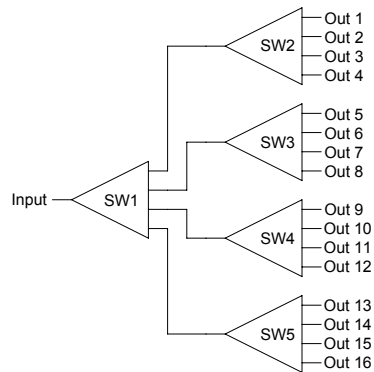 Out 1
Out 2
SW2
Out 3
Out 4
Out 5
Out 6
SW3
Out 7
Out 8
Input
SW1
Out 9
Out 10
SW4
Out 11
Out 12
Out 13
Out 14
SW5
Out 15
Out 16